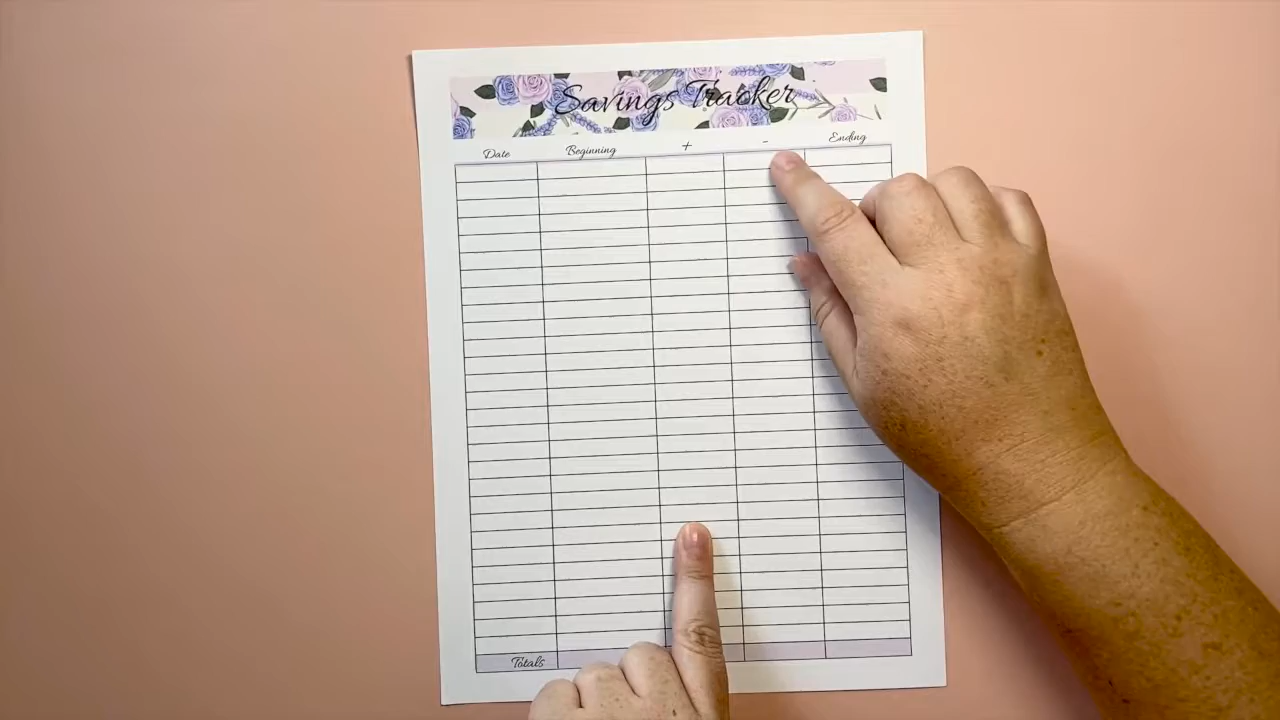 Savings Tracker
Date Beginning + - Ending
Totals